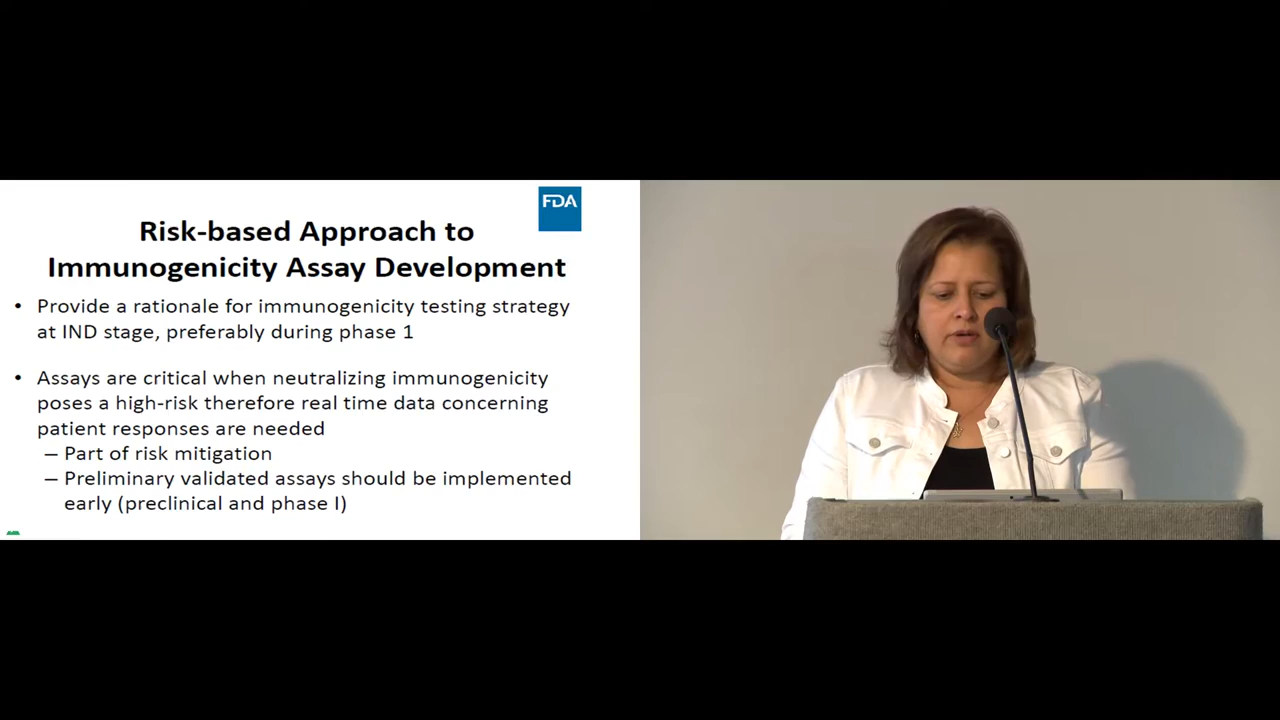 FDA
Risk-based Approach to
Immunogenicity Assay Development
• Provide a rationale for immunogenicity testing strategy
at IND stage, preferably during phase 1
• Assays are critical when neutralizing immunogenicity
poses a high-risk therefore real time data concerning
patient responses are needed
– Part of risk mitigation
– Preliminary validated assays should be implemented
early (preclinical and phase I)